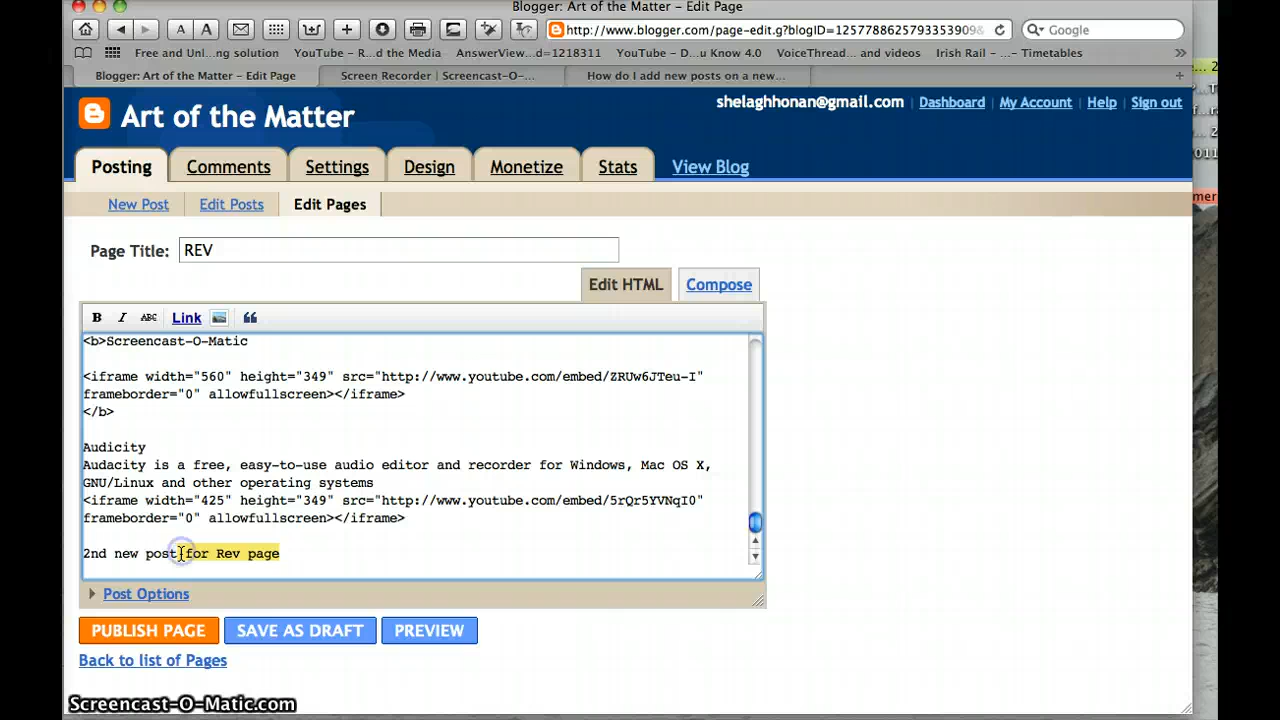 Blogger: Art of the Matter – Edit Page
A A http://www.blogger.com/page-edit.g?blogID=12577886257933539098 Google
Free and Unl...ng solution YouTube - R...d the Media AnswerView...d=1218311 YouTube - D...u Know 4.0 VoiceThread ... and videos Irish Rail - ... - Timetables
Blogger: Art of the Matter – Edit Page Screen Recorder | Screencast-O-... How do I add new posts on a new...
shelaghhonan@gmail.com Dashboard | My Account | Help | Sign out
Art of the Matter
Posting Comments Settings Design Monetize Stats View Blog
New Post Edit Posts Edit Pages
Page Title: REV
Edit HTML Compose
B I ABC Link
<b>Screencast-O-Matic
<iframe width="560" height="349" src="http://www.youtube.com/embed/ZRUw6JTeu-I"
frameborder="0" allowfullscreen></iframe>
</b>
Audicity
Audacity is a free, easy-to-use audio editor and recorder for Windows, Mac OS X,
GNU/Linux and other operating systems
<iframe width="425" height="349" src="http://www.youtube.com/embed/5rQr5YVNqI0"
frameborder="0" allowfullscreen></iframe>
2nd new post for Rev page
Post Options
PUBLISH PAGE SAVE AS DRAFT PREVIEW
Back to list of Pages
Screencast-O-Matic.com